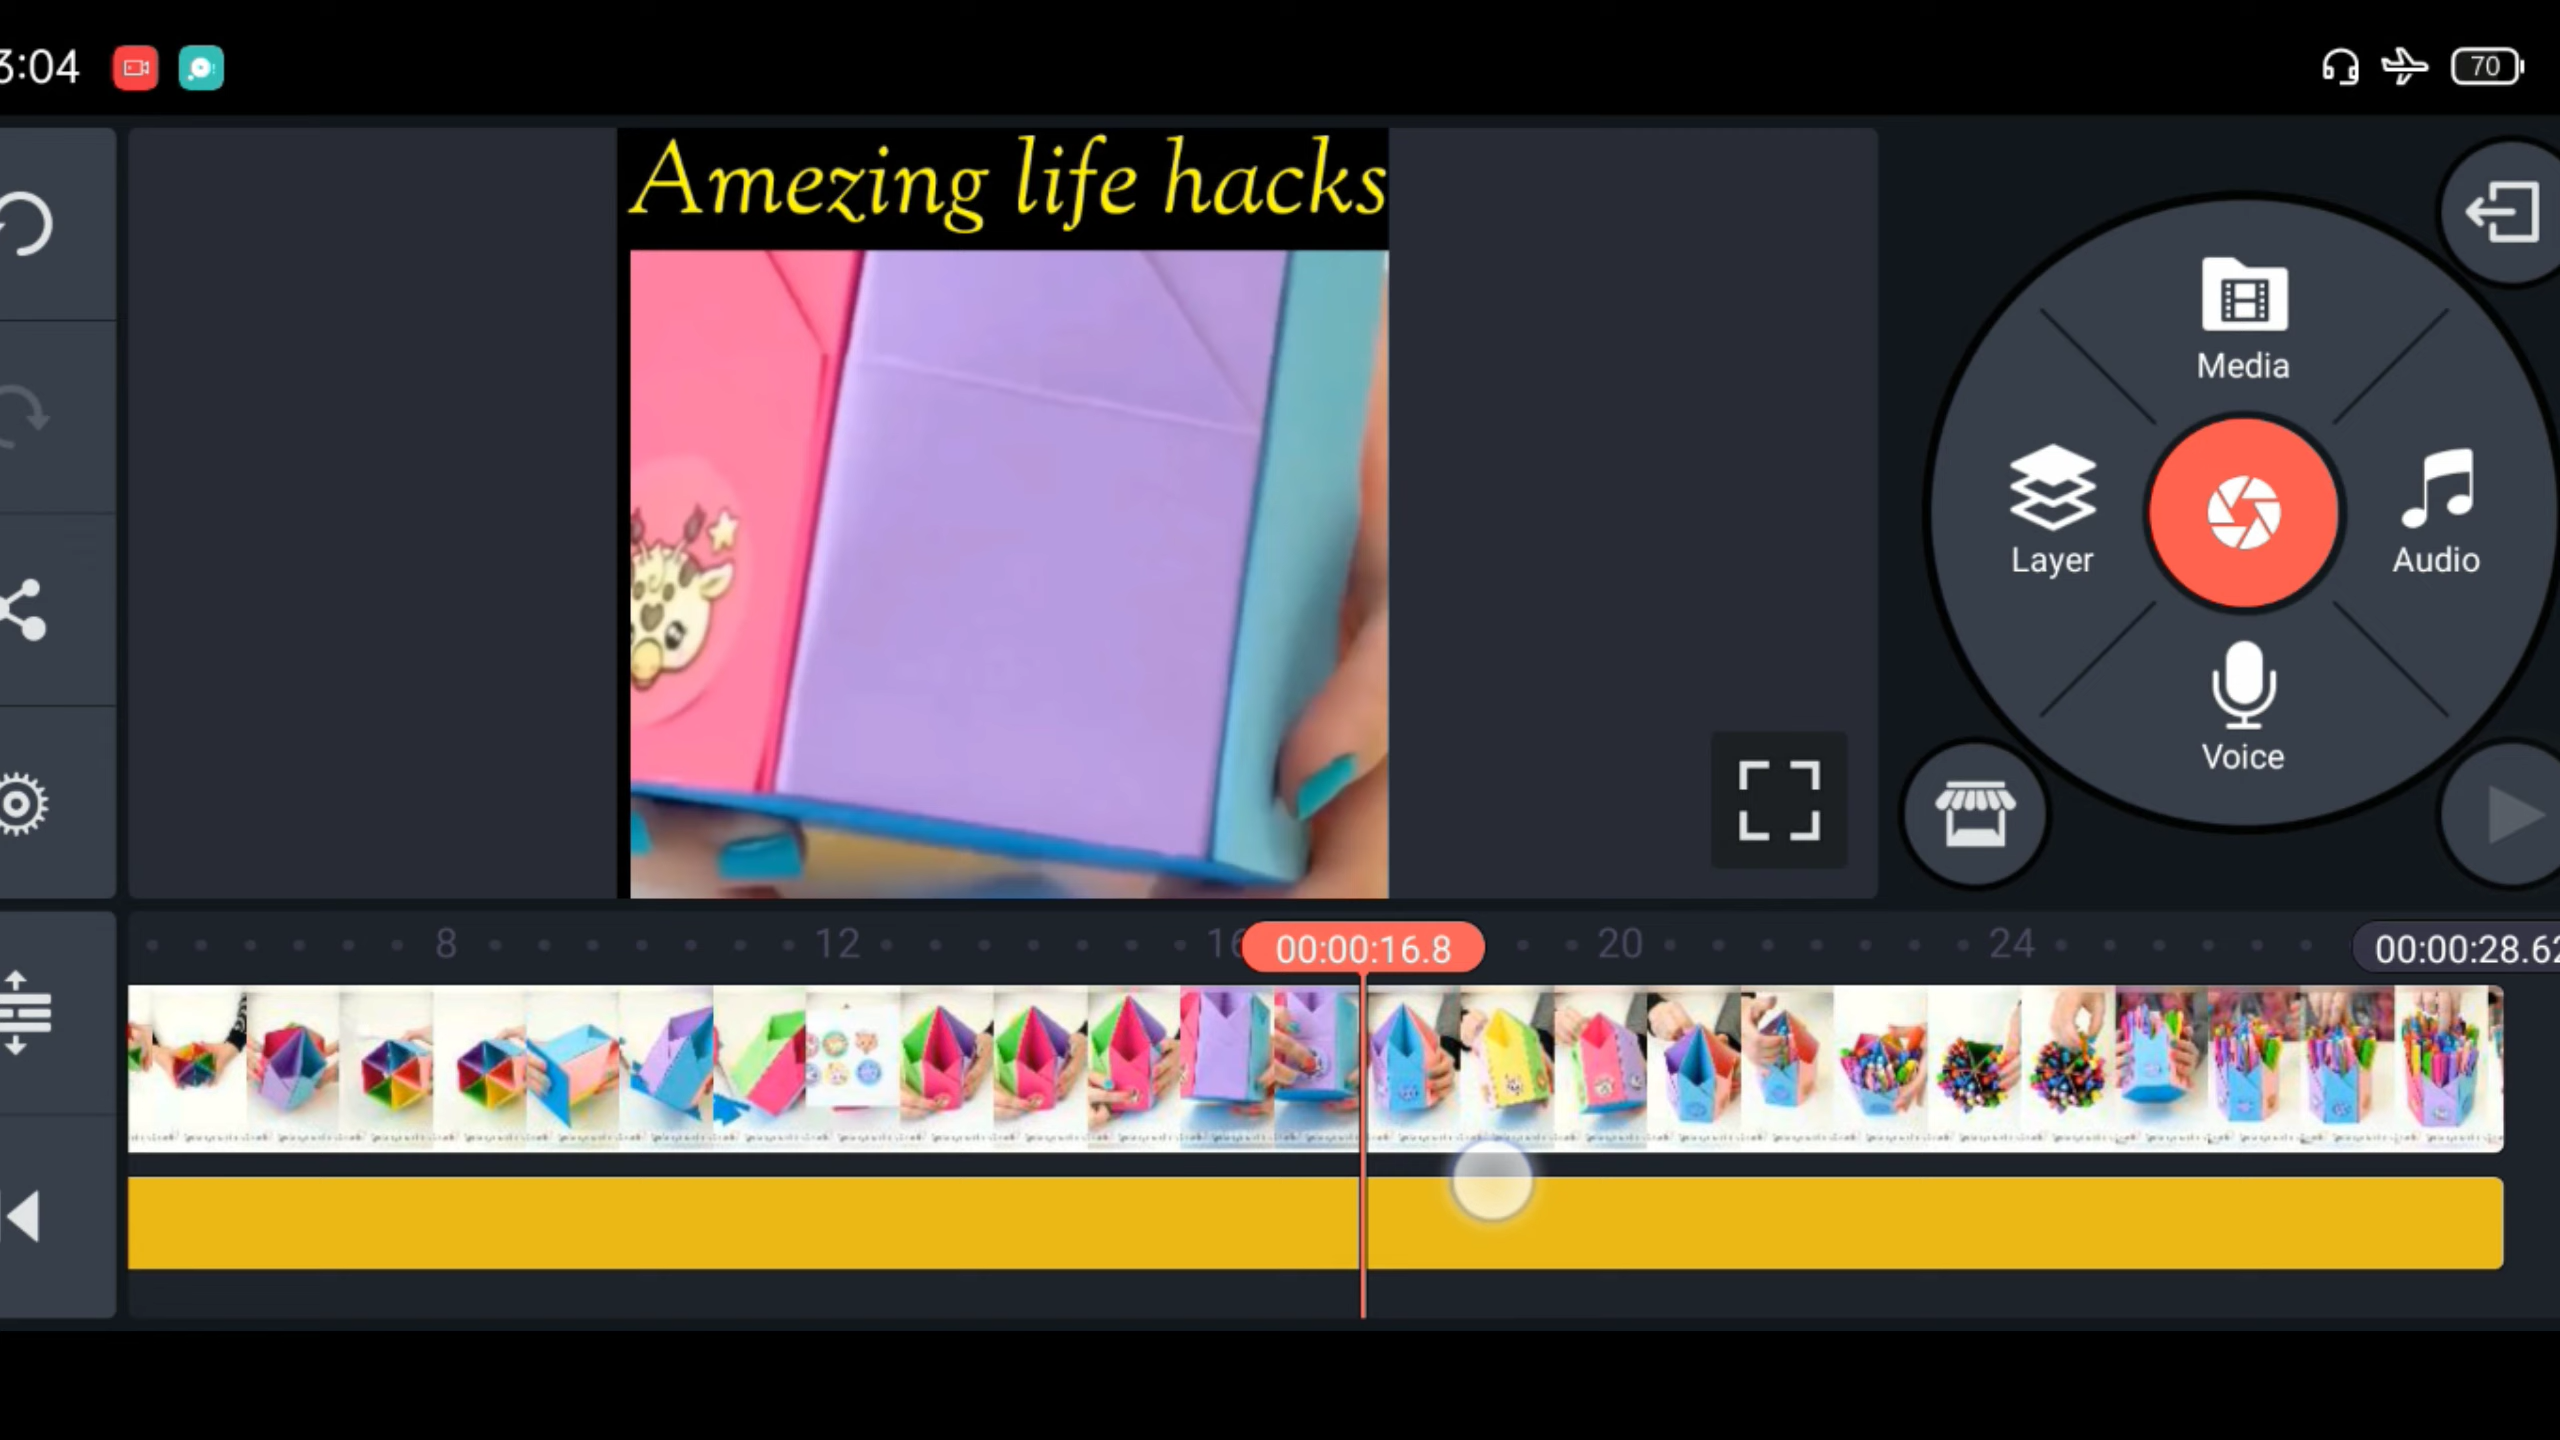 3:04
70
Amezing life hacks
Media
Layer
Audio
Voice
8
12
16
20
24
00:00:16.8
00:00:28.62